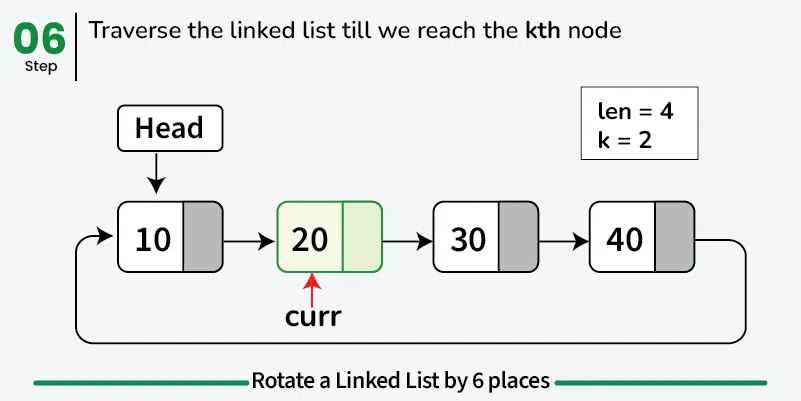 06
Step
Traverse the linked list till we reach the kth node
Head
len = 4
k = 2
10
20
30
40
curr
Rotate a Linked List by 6 places